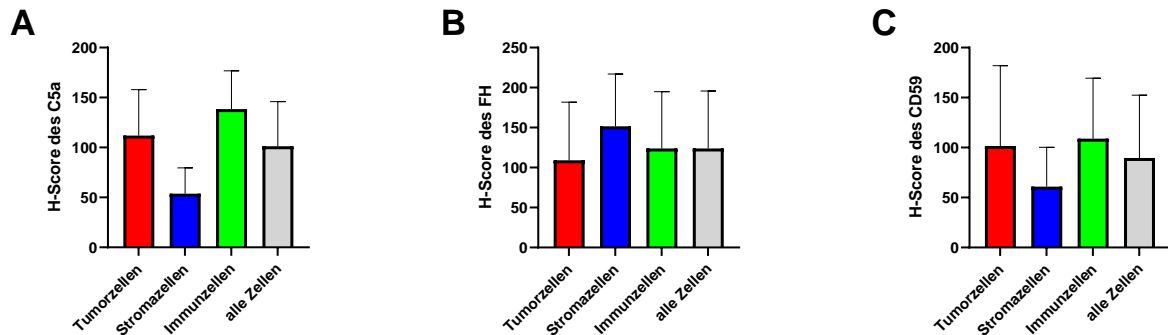 A
H-Score des C5a
200
150
100
50
0
Tumorzellen
Stromazellen
Immunzellen
alle Zellen
B
H-Score des FH
250
200
150
100
50
0
Tumorzellen
Stromazellen
Immunzellen
alle Zellen
C
H-Score des CD59
200
150
100
50
0
Tumorzellen
Stromazellen
Immunzellen
alle Zellen